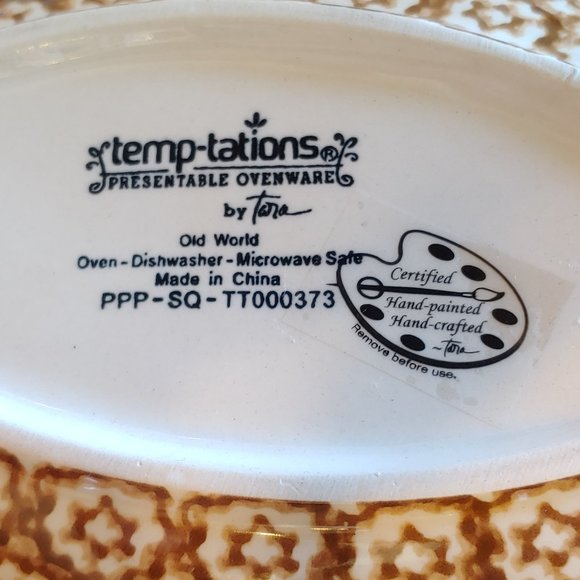 temp-tations®
PRESENTABLE OVENWARE
by Tara
Old World
Oven-Dishwasher-Microwave Safe
Made in China
PPP-SQ-TT000373
Certified
Hand-painted
Hand-crafted
~Tara
Remove before use.